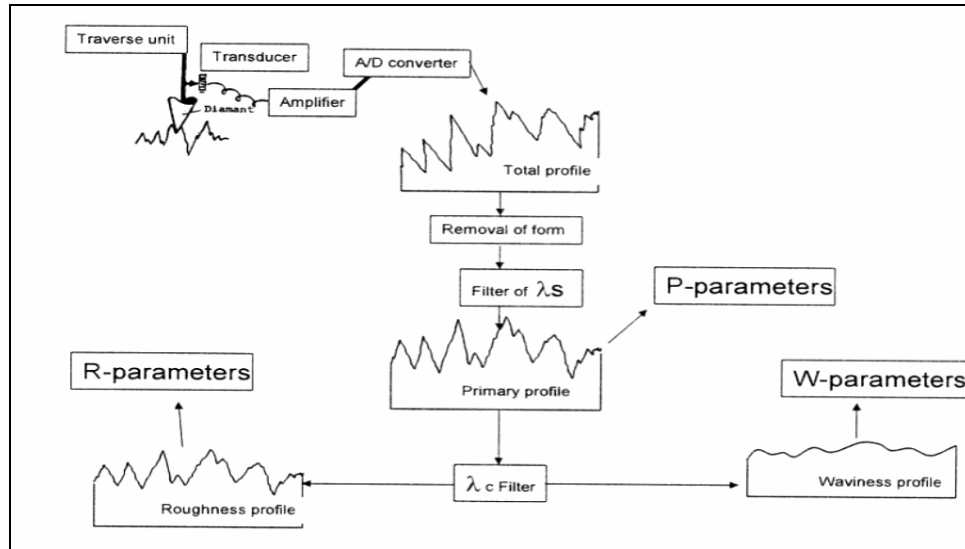 Traverse unit
Transducer
A/D converter
Diamant
Amplifier
Total profile
Removal of form
Filter of λs
P-parameters
R-parameters
Primary profile
W-parameters
λ c Filter
Roughness profile
Waviness profile